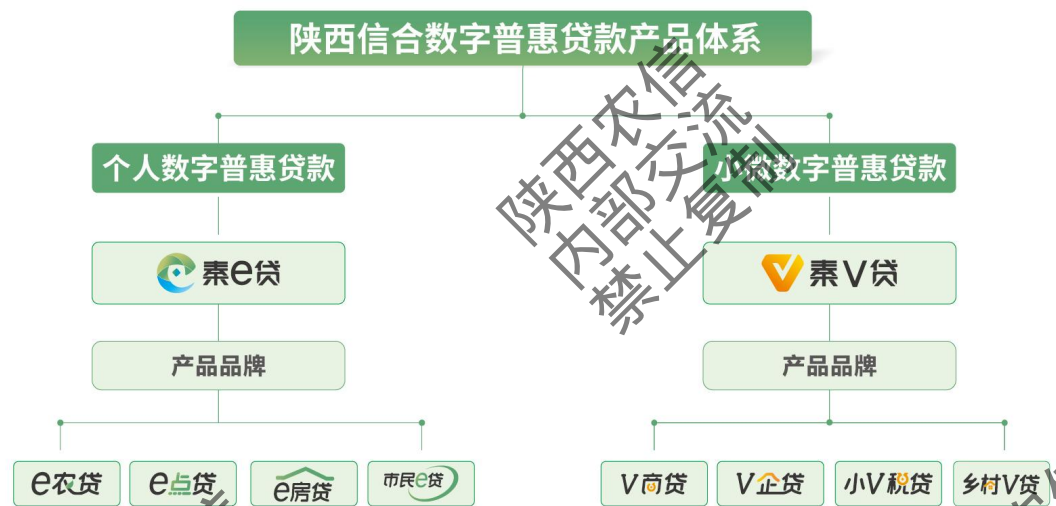 陕西信合数字普惠贷款产品体系
个人数字普惠贷款
小微数字普惠贷款
秦e贷
秦V贷
产品品牌
产品品牌
e农贷
e点贷
e房贷
市民e贷
V商贷
V企贷
小V税贷
乡村V贷
陕西农信
内部交流
禁止复制